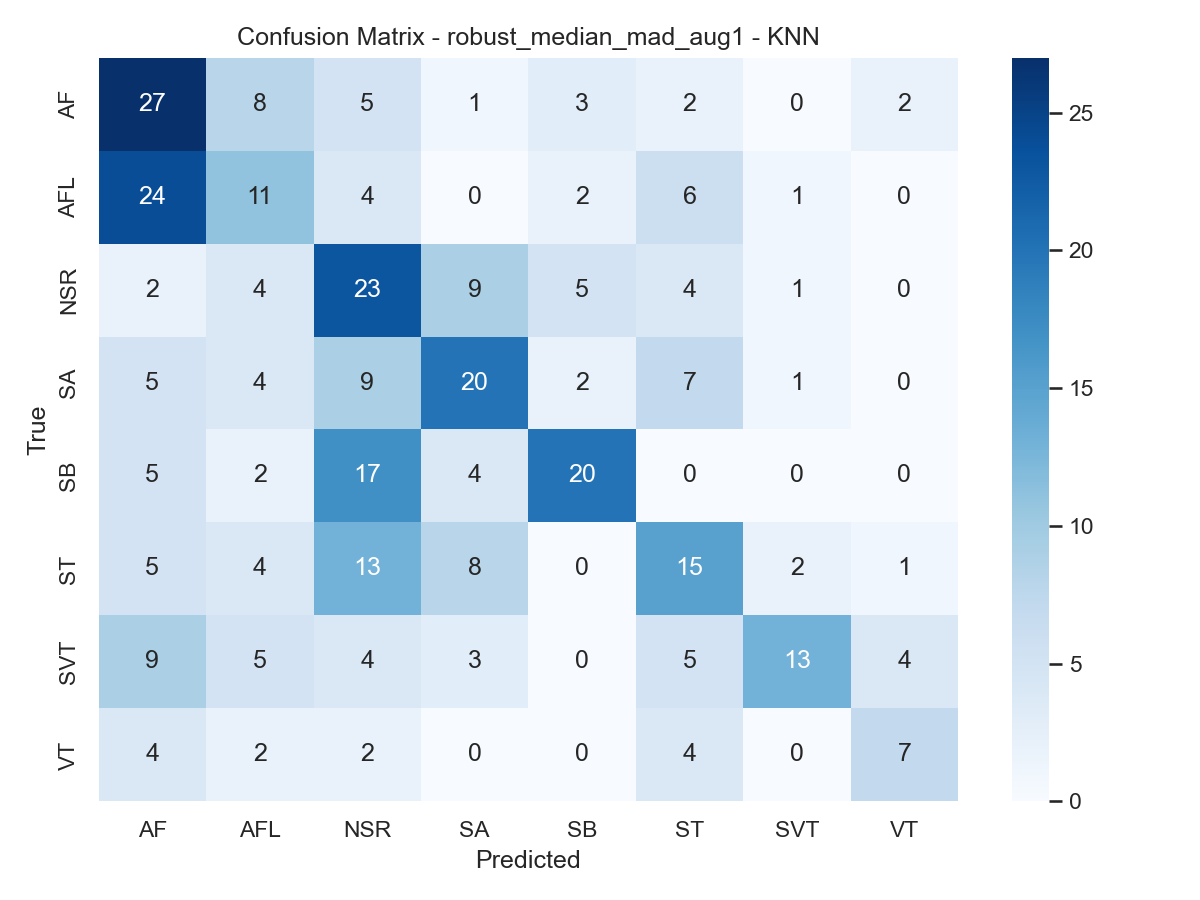 Confusion Matrix - robust_median_mad_aug1 - KNN
AF 27 8 5 1 3 2 0 2
AFL 24 11 4 0 2 6 1 0
NSR 2 4 23 9 5 4 1 0
SA 5 4 9 20 2 7 1 0
SB 5 2 17 4 20 0 0 0
ST 5 4 13 8 0 15 2 1
SVT 9 5 4 3 0 5 13 4
VT 4 2 2 0 0 4 0 7
AF AFL NSR SA SB ST SVT VT
Predicted
True
25
20
15
10
5
0